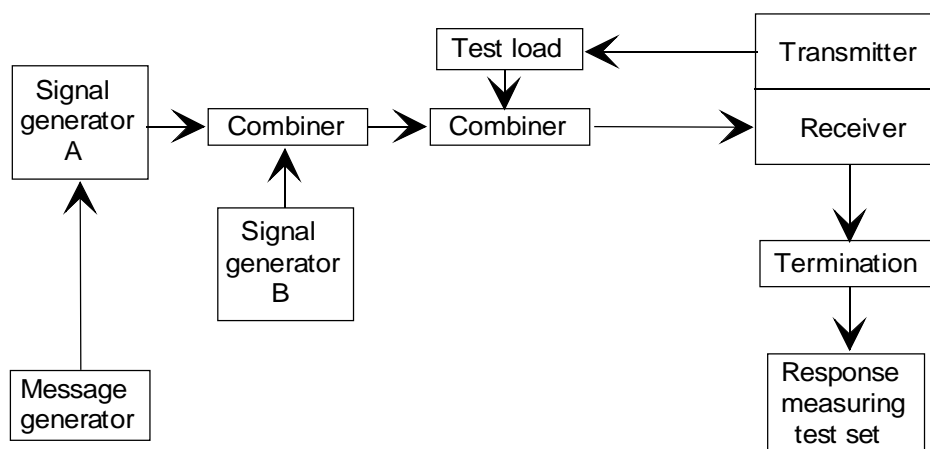 Test load
Transmitter
Signal
generator
A
Combiner
Combiner
Receiver
Signal
generator
B
Termination
Message
generator
Response
measuring
test set